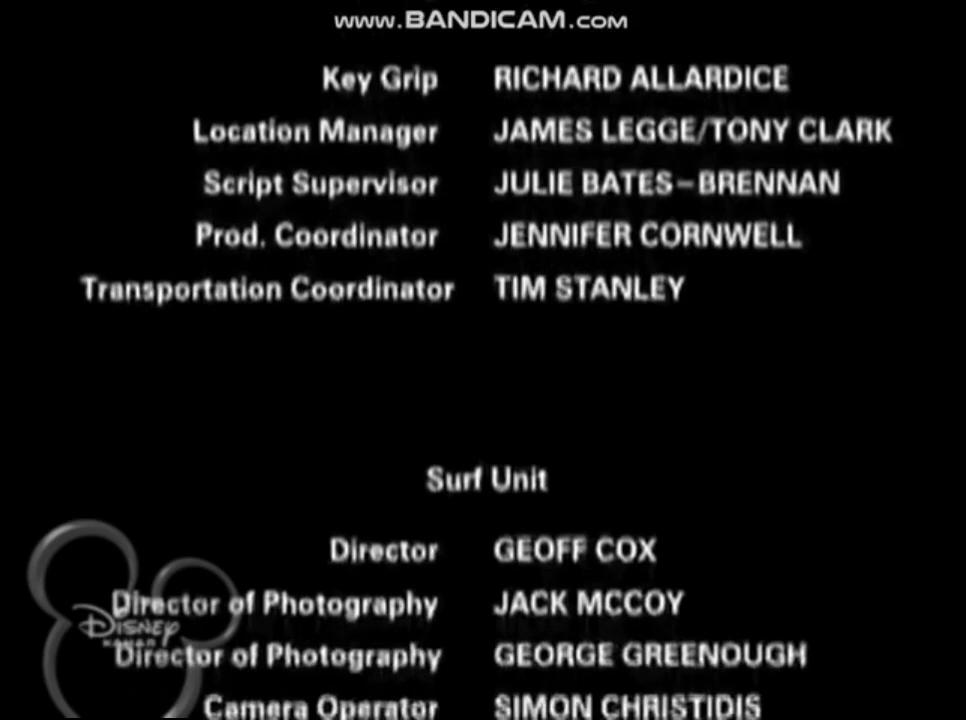 www.BANDICAM.com
Key Grip RICHARD ALLARDICE
Location Manager JAMES LEGGE/TONY CLARK
Script Supervisor JULIE BATES–BRENNAN
Prod. Coordinator JENNIFER CORNWELL
Transportation Coordinator TIM STANLEY
Surf Unit
Director GEOFF COX
Director of Photography JACK MCCOY
DISNEY
КАНАЛ
Director of Photography GEORGE GREENOUGH
Camera Operator SIMON CHRISTIDIS